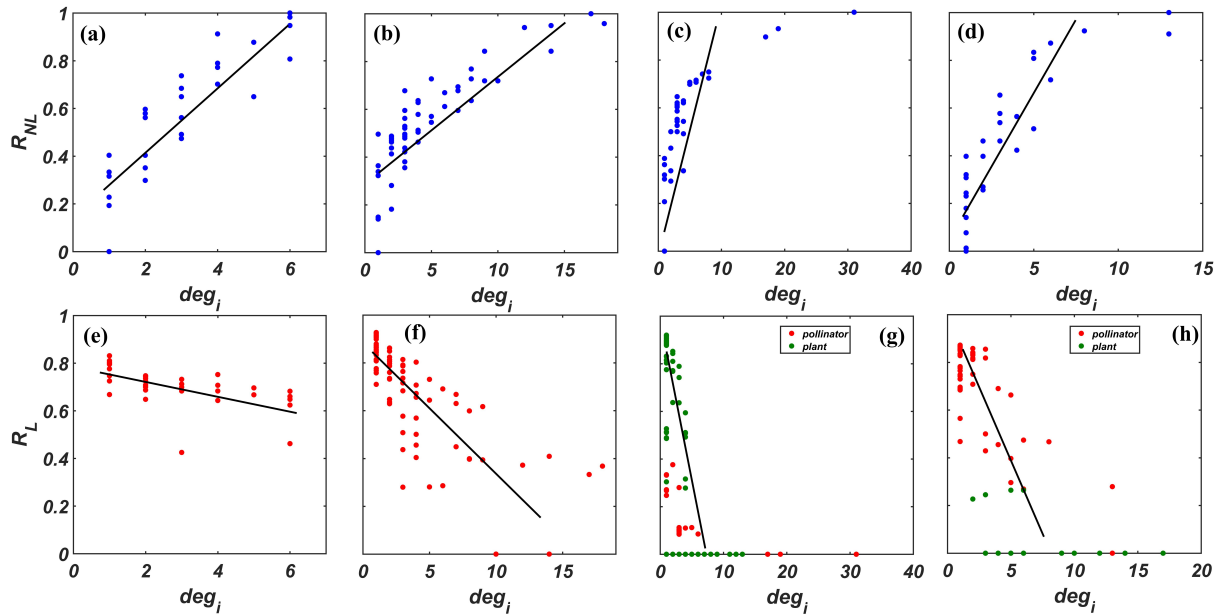 (a) (b) (c) (d)
R_NL
1 0.8 0.6 0.4 0.2 0
0 2 4 6
0 5 10 15
0 10 20 30 40
0 5 10 15
deg_i deg_i deg_i deg_i
(e) (f) (g) (h)
pollinator
plant
pollinator
plant
R_L
1 0.8 0.6 0.4 0.2 0
0 2 4 6
0 5 10 15
0 10 20 30 40
0 5 10 15 20
deg_i deg_i deg_i deg_i